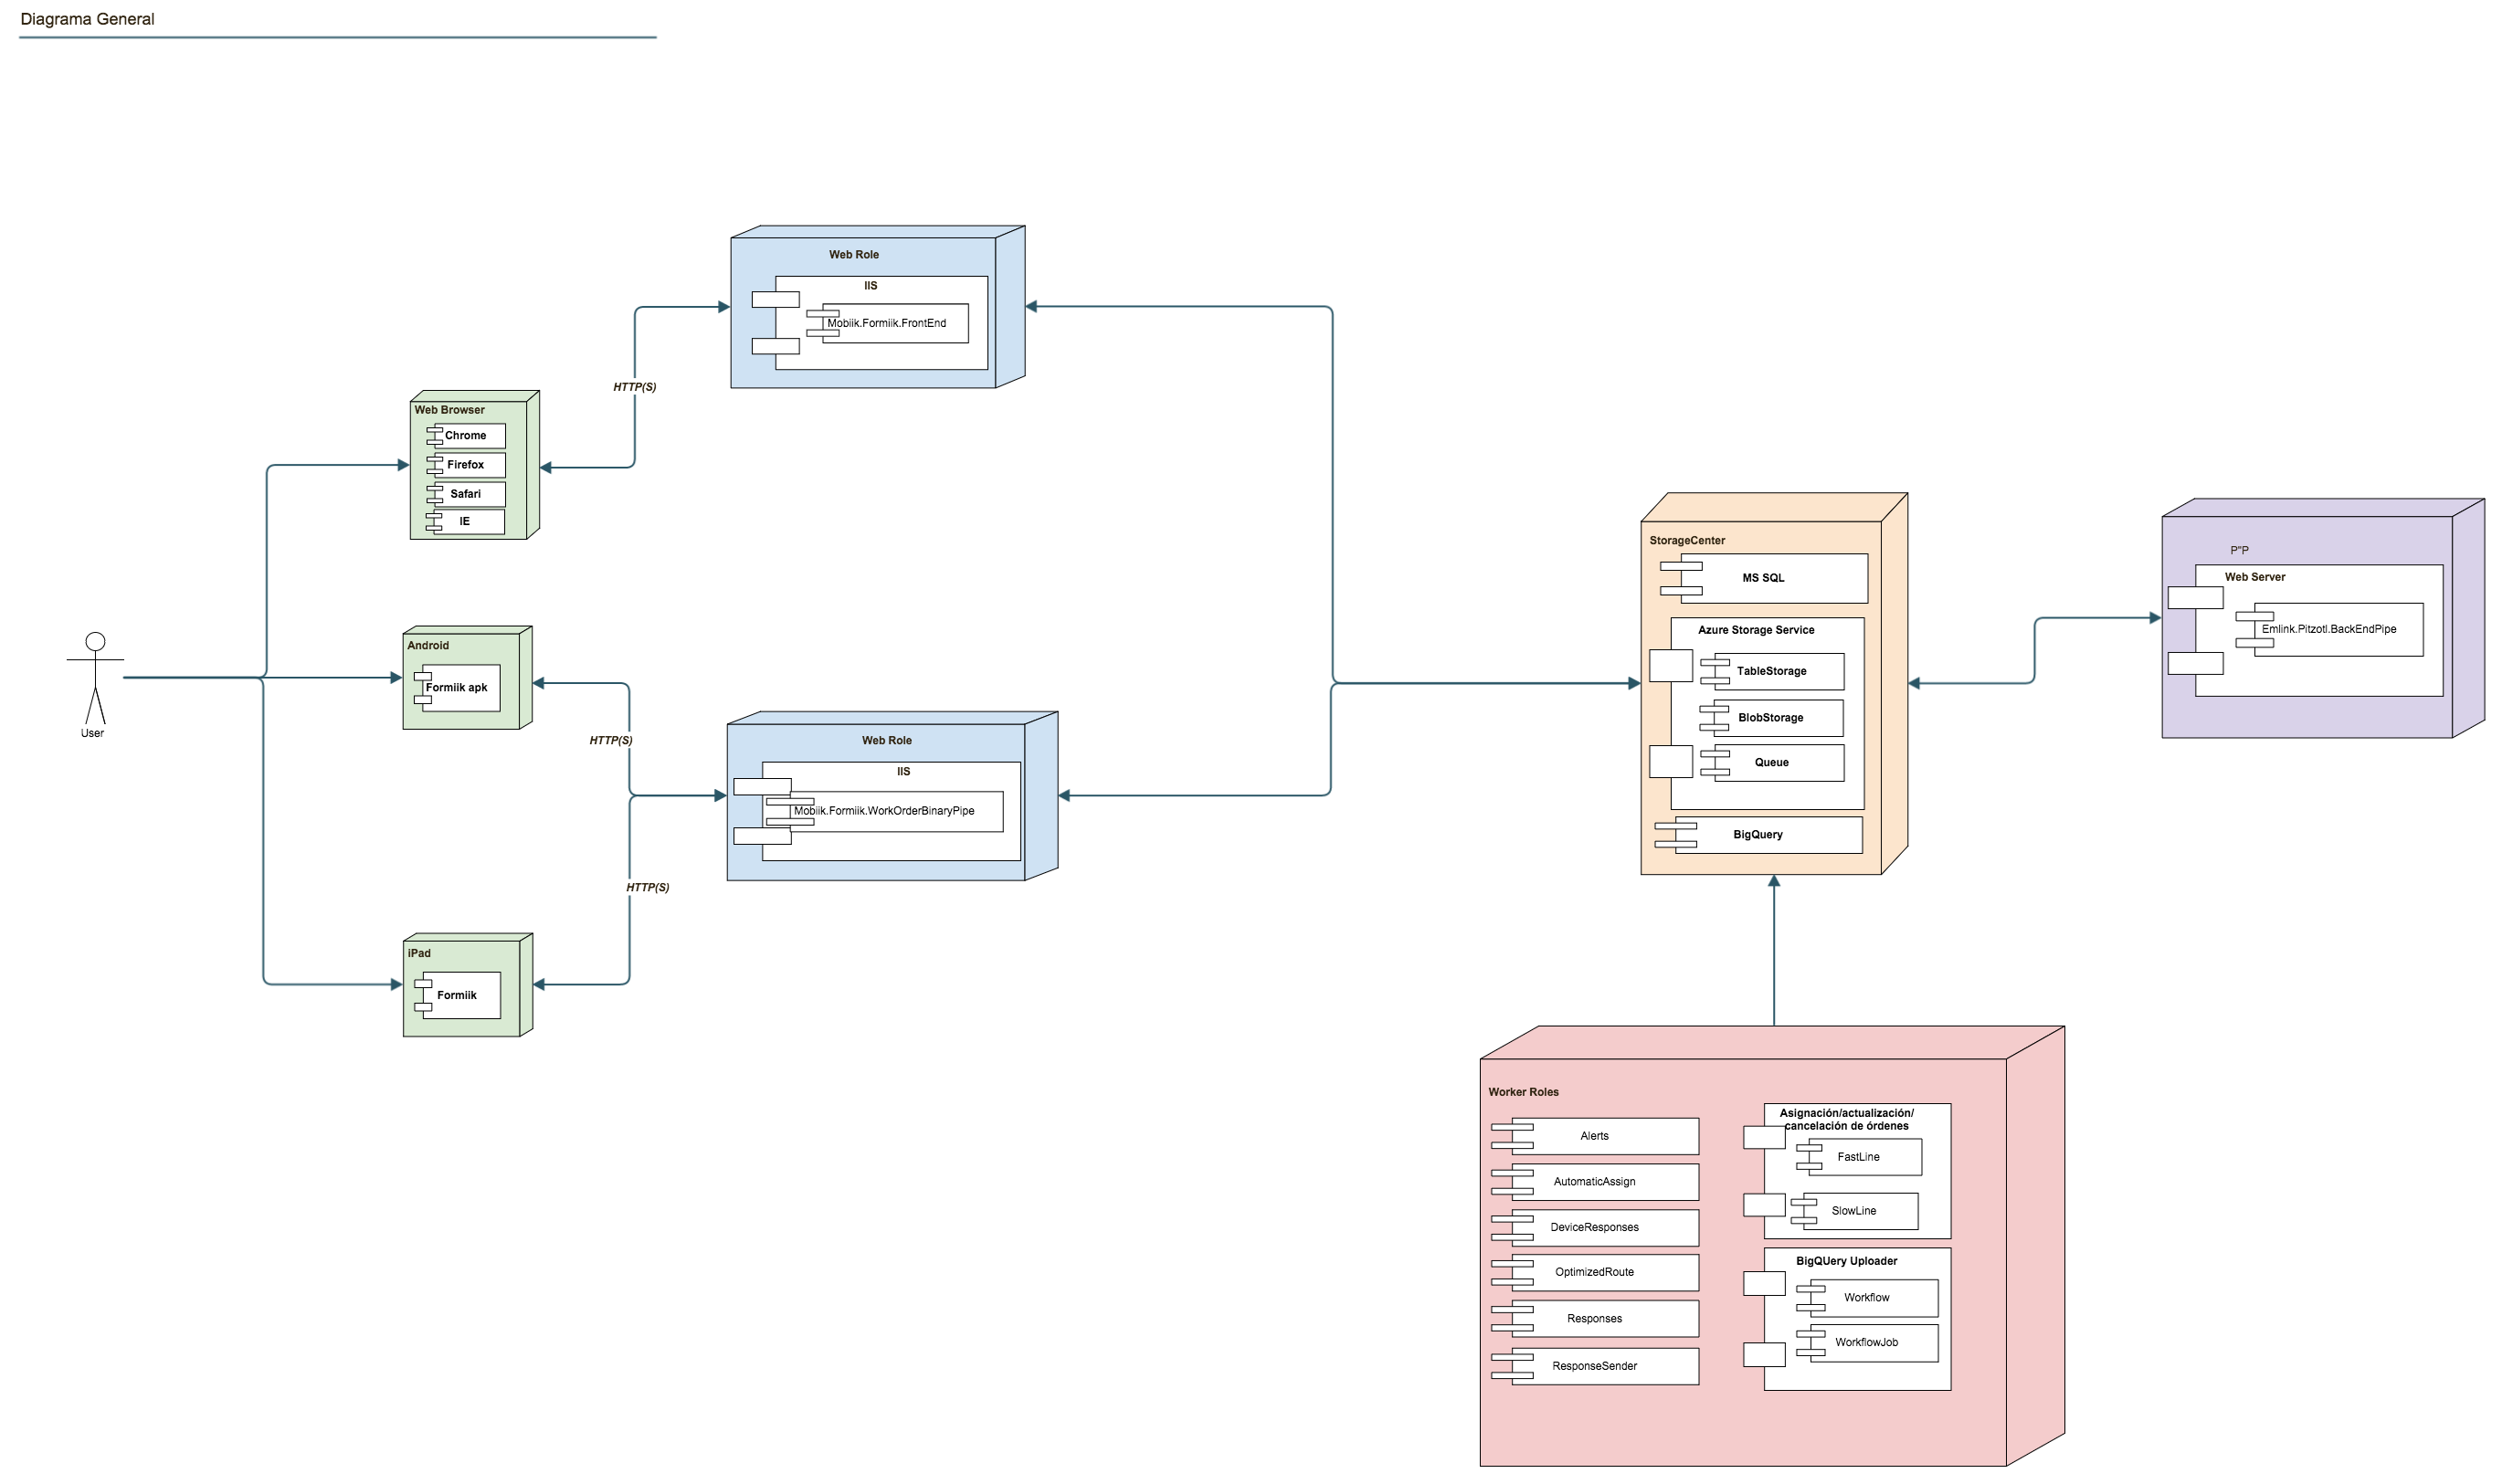 Diagrama General
Web Role
IIS
Mobiik.Formiik.FrontEnd
HTTP(S)
Web Browser
Chrome
Firefox
Safari
IE
User
Android
Formiik apk
HTTP(S)
Web Role
IIS
Mobiik.Formiik.WorkOrderBinaryPipe
HTTP(S)
iPad
Formiik
StorageCenter
MS SQL
Azure Storage Service
TableStorage
BlobStorage
Queue
BigQuery
P"P
Web Server
Emlink.Pitzotl.BackEndPipe
Worker Roles
Alerts
AutomaticAssign
DeviceResponses
OptimizedRoute
Responses
ResponseSender
Asignación/actualización/
cancelación de órdenes
FastLine
SlowLine
BigQUery Uploader
Workflow
WorkflowJob